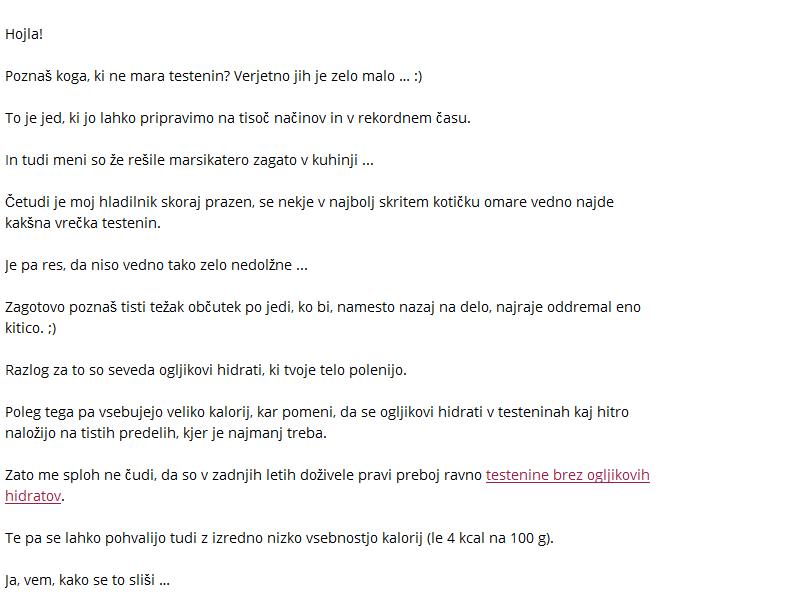 Hojla!
Poznaš koga, ki ne mara testenin? Verjetno jih je zelo malo ... :)
To je jed, ki jo lahko pripravimo na tisoč načinov in v rekordnem času.
In tudi meni so že rešile marsikatero zagato v kuhinji ...
Četudi je moj hladilnik skoraj prazen, se nekje v najbolj skritem kotičku omare vedno najde
kakšna vrečka testenin.
Je pa res, da niso vedno tako zelo nedolžne ...
Zagotovo poznaš tisti težak občutek po jedi, ko bi, namesto nazaj na delo, najraje oddremal eno
kitico. ;)
Razlog za to so seveda ogljikovi hidrati, ki tvoje telo polenijo.
Poleg tega pa vsebujejo veliko kalorij, kar pomeni, da se ogljikovi hidrati v testeninah kaj hitro
naložijo na tistih predelih, kjer je najmanj treba.
Zato me sploh ne čudi, da so v zadnjih letih doživele pravi preboj ravno testenine brez ogljikovih
hidratov.
Te pa se lahko pohvalijo tudi z izredno nizko vsebnostjo kalorij (le 4 kcal na 100 g).
Ja, vem, kako se to sliši ...